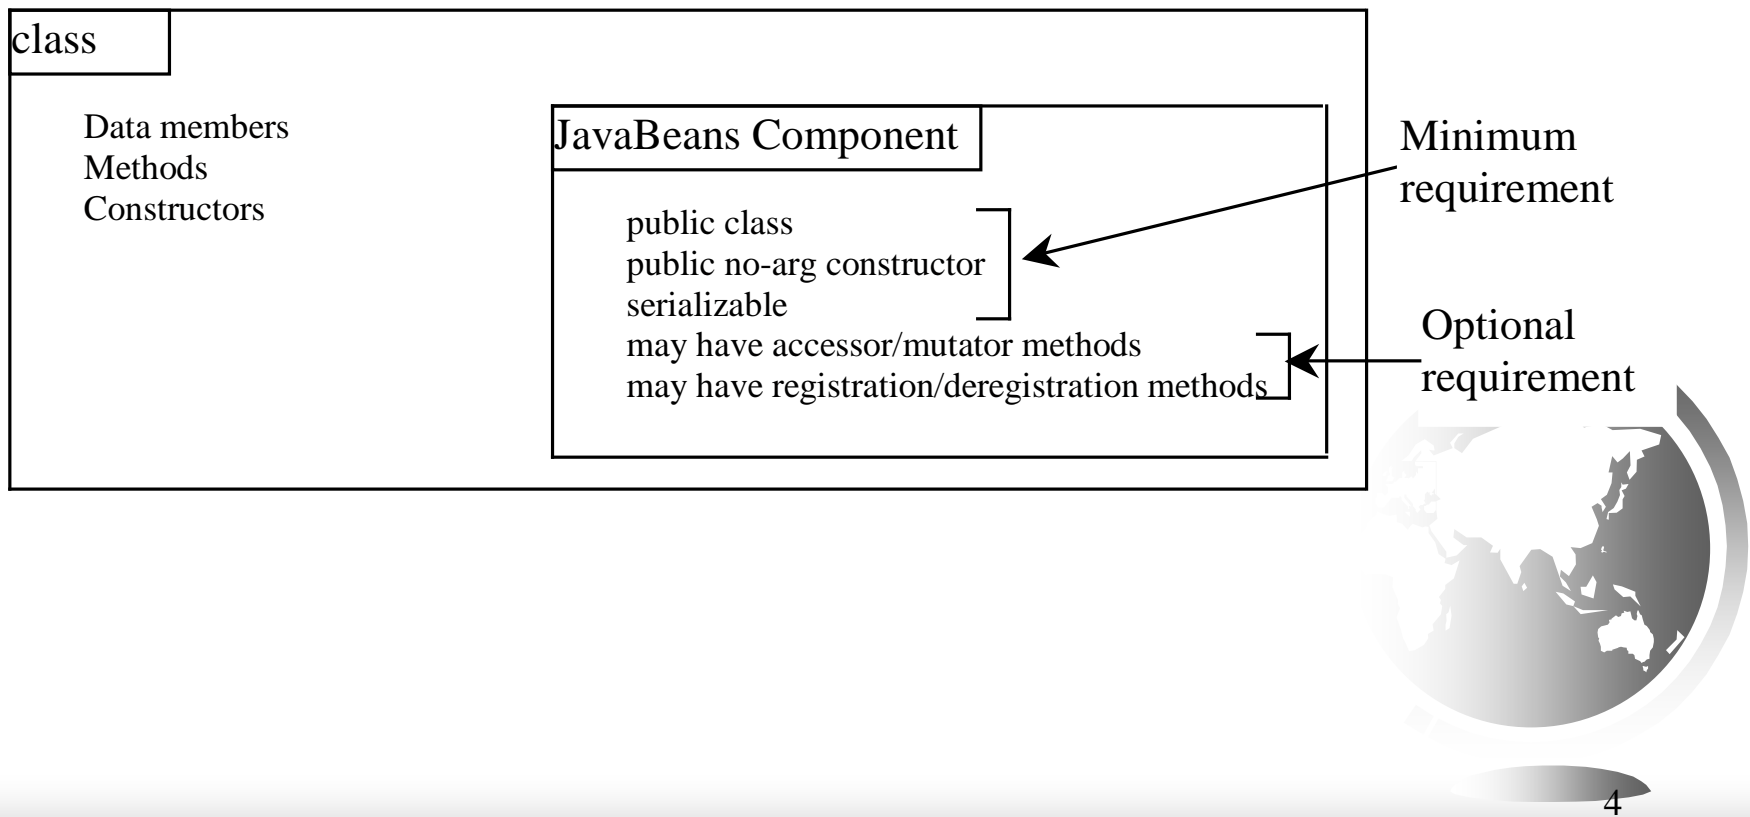 class
Data members
Methods
Constructors
JavaBeans Component
public class
public no-arg constructor
serializable
may have accessor/mutator methods
may have registration/deregistration methods
Minimum
requirement
Optional
requirement
4